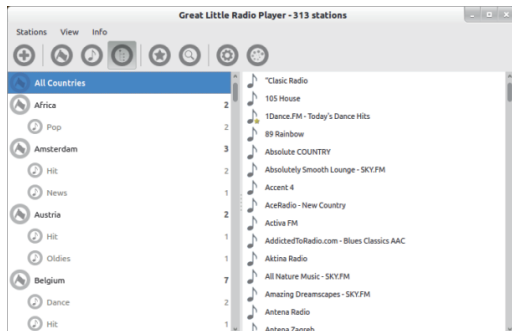 Great Little Radio Player - 313 stations
Stations View Info
All Countries
Africa 2
Pop 2
Amsterdam 3
Hit 2
News 1
Austria 2
Hit 1
Oldies 1
Belgium 7
Dance 2
Hit 1
"Clasic Radio
105 House
1Dance.FM - Today's Dance Hits
89 Rainbow
Absolute COUNTRY
Absolutely Smooth Lounge - SKY.FM
Accent 4
AceRadio - New Country
Activa FM
AddictedToRadio.com - Blues Classics AAC
Aktina Radio
All Nature Music - SKY.FM
Amazing Dreamscapes - SKY.FM
Antena Radio
Antena Zagreb